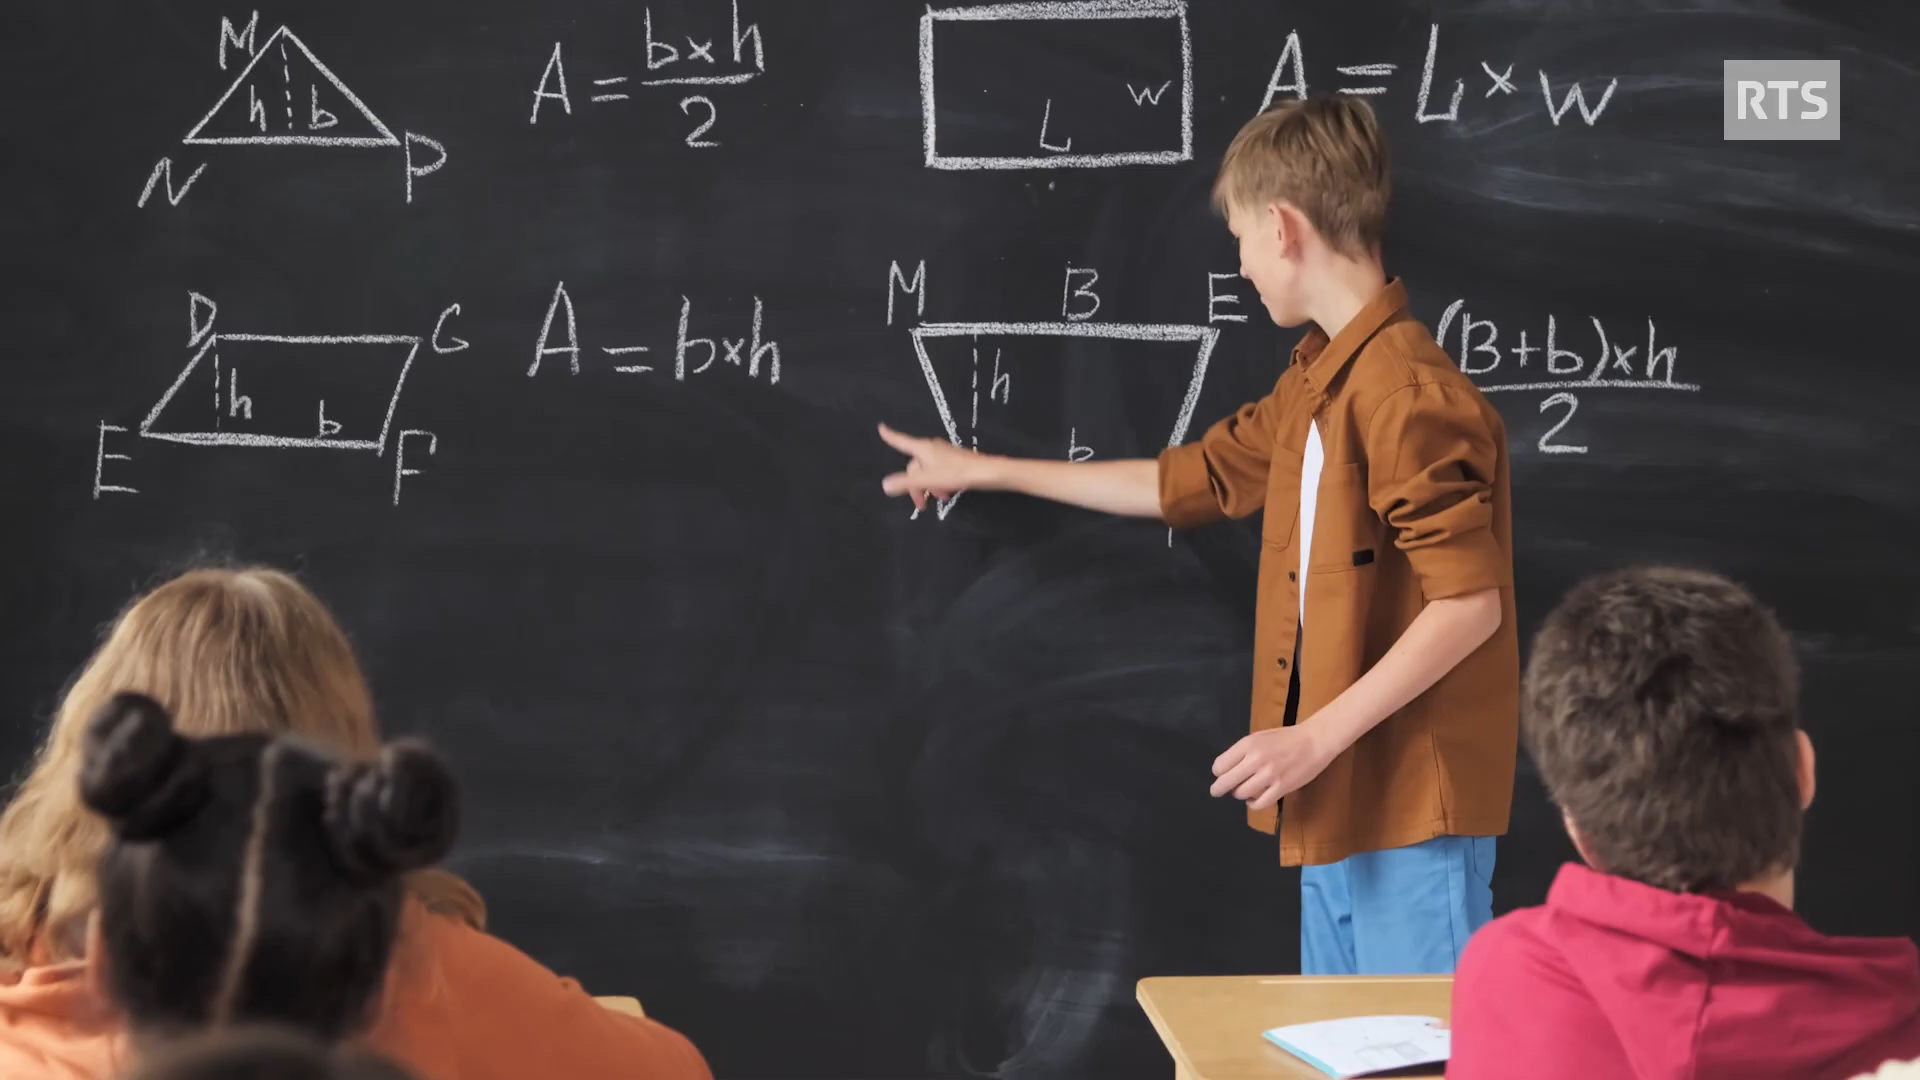 M
h b
N P
A = b×h
2
L w
A = L×w
RTS
D G
h b
E F
A = b×h
M B E
h
b
N
(B+b)×h
2